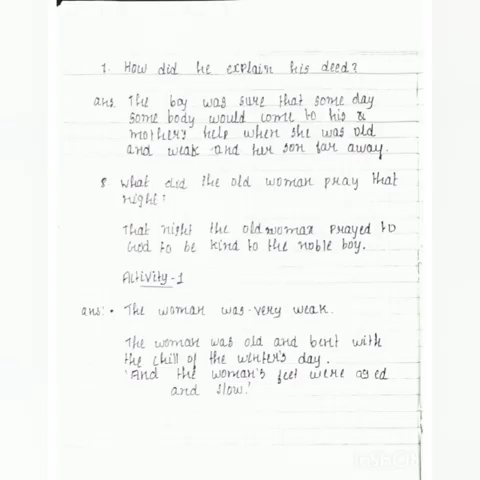 7. How did he explain his deed?
ans. The boy was sure that some day
some body would come to his &
mother's help when she was old
and weak and her son far away.
8. What did the old woman pray that
night?
That night the old woman prayed to
God to be kind to the noble boy.
Activity-1
ans: • The woman was very weak.
The woman was old and bent with
the chill of the winter's day.
'And the woman's feet were aged
and slow.'